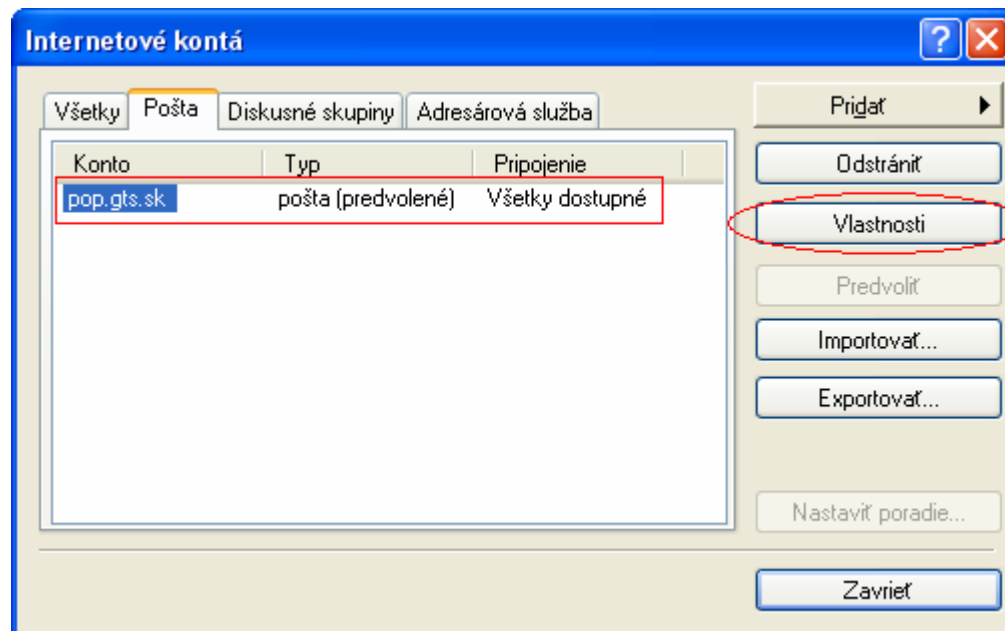 Internetové kontá
Všetky Pošta Diskusné skupiny Adresárová služba
Konto Typ Pripojenie
pop.gts.sk pošta (predvolené) Všetky dostupné
Pridať
Odstrániť
Vlastnosti
Predvoliť
Importovať...
Exportovať...
Nastaviť poradie...
Zavrieť